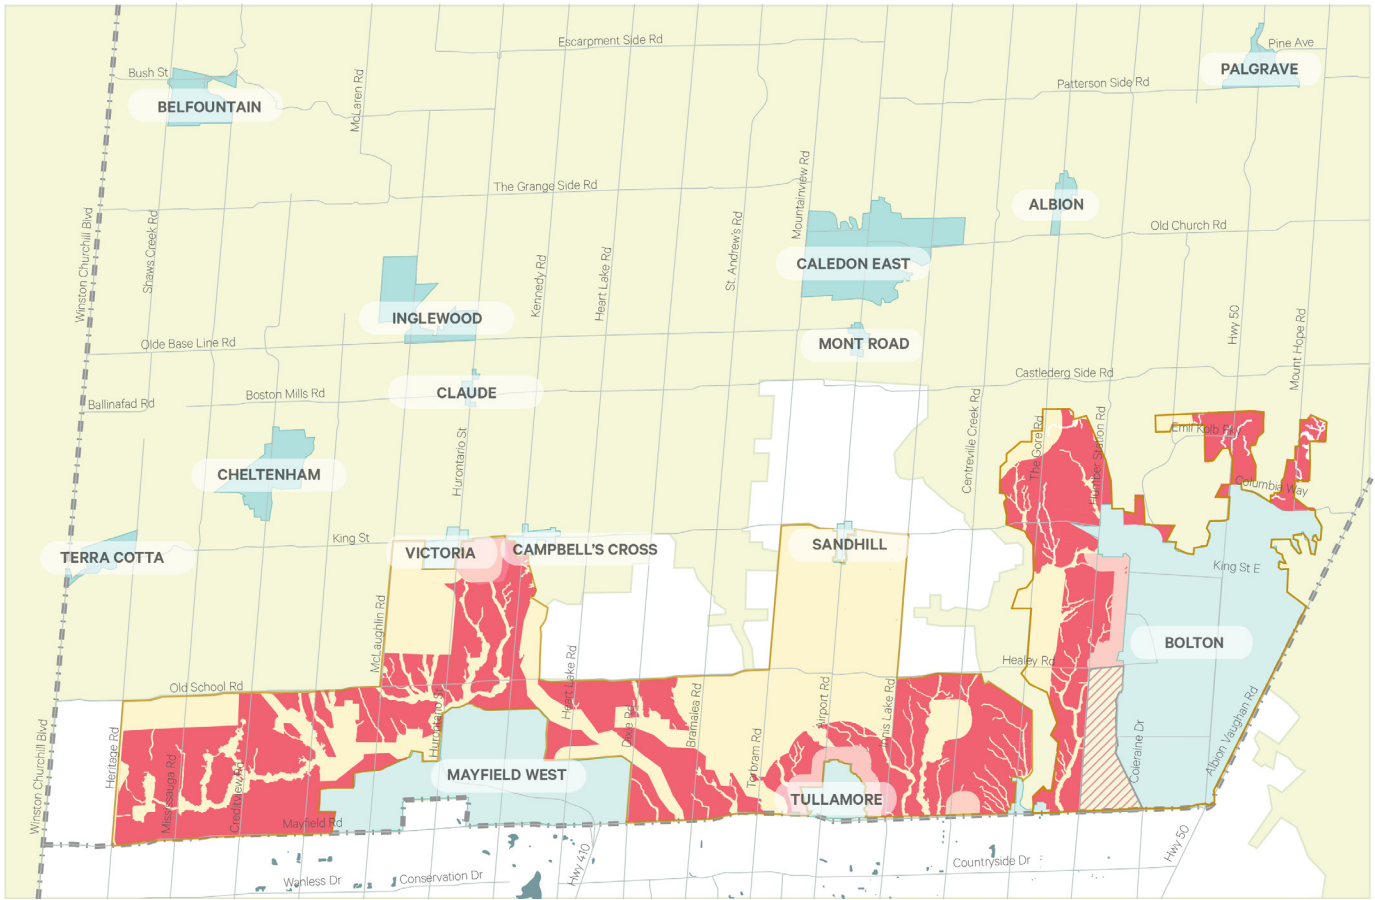 Escarpment Side Rd
Pine Ave
PALGRAVE
Bush St
Patterson Side Rd
BELFOUNTAIN
McLaren Rd
The Grange Side Rd
Mountainview Rd
ALBION
Winston Churchill Blvd
Shaws Creek Rd
St. Andrew's Rd
Old Church Rd
Kennedy Rd
Heart Lake Rd
CALEDON EAST
INGLEWOOD
Hwy 50
Olde Base Line Rd
MONT ROAD
Mount Hope Rd
Castlederg Side Rd
CLAUDE
Boston Mills Rd
Ballinafad Rd
Centreville Creek Rd
The Gore Rd
Humber Station Rd
Emil Kolb Pky
Hurontario St
CHELTENHAM
Columbia Way
King St
VICTORIA
CAMPBELL'S CROSS
SANDHILL
TERRA COTTA
King St E
McLaughlin Rd
BOLTON
Healey Rd
Heart Lake Rd
Old School Rd
Hurontario St
Dixie Rd
Bramalea Rd
Airport Rd
Innis Lake Rd
Winston Churchill Blvd
Heritage Rd
Mississauga Rd
Creditview Rd
Torbram Rd
Coleraine Dr
Albion Vaughan Rd
MAYFIELD WEST
TULLAMORE
Mayfield Rd
Hwy 410
Hwy 50
Countryside Dr
Wanless Dr
Conservation Dr